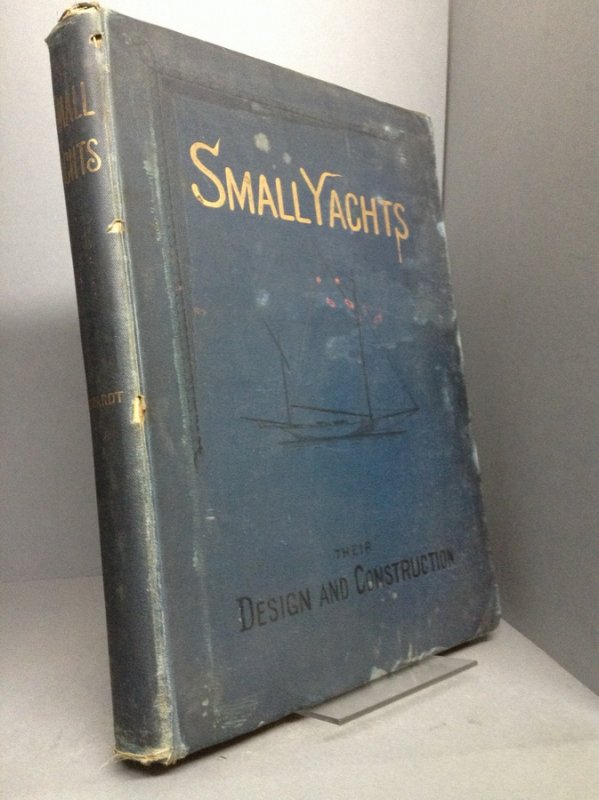 SMALL YACHTS
THEIR
DESIGN AND CONSTRUCTION
SMALL
YACHTS